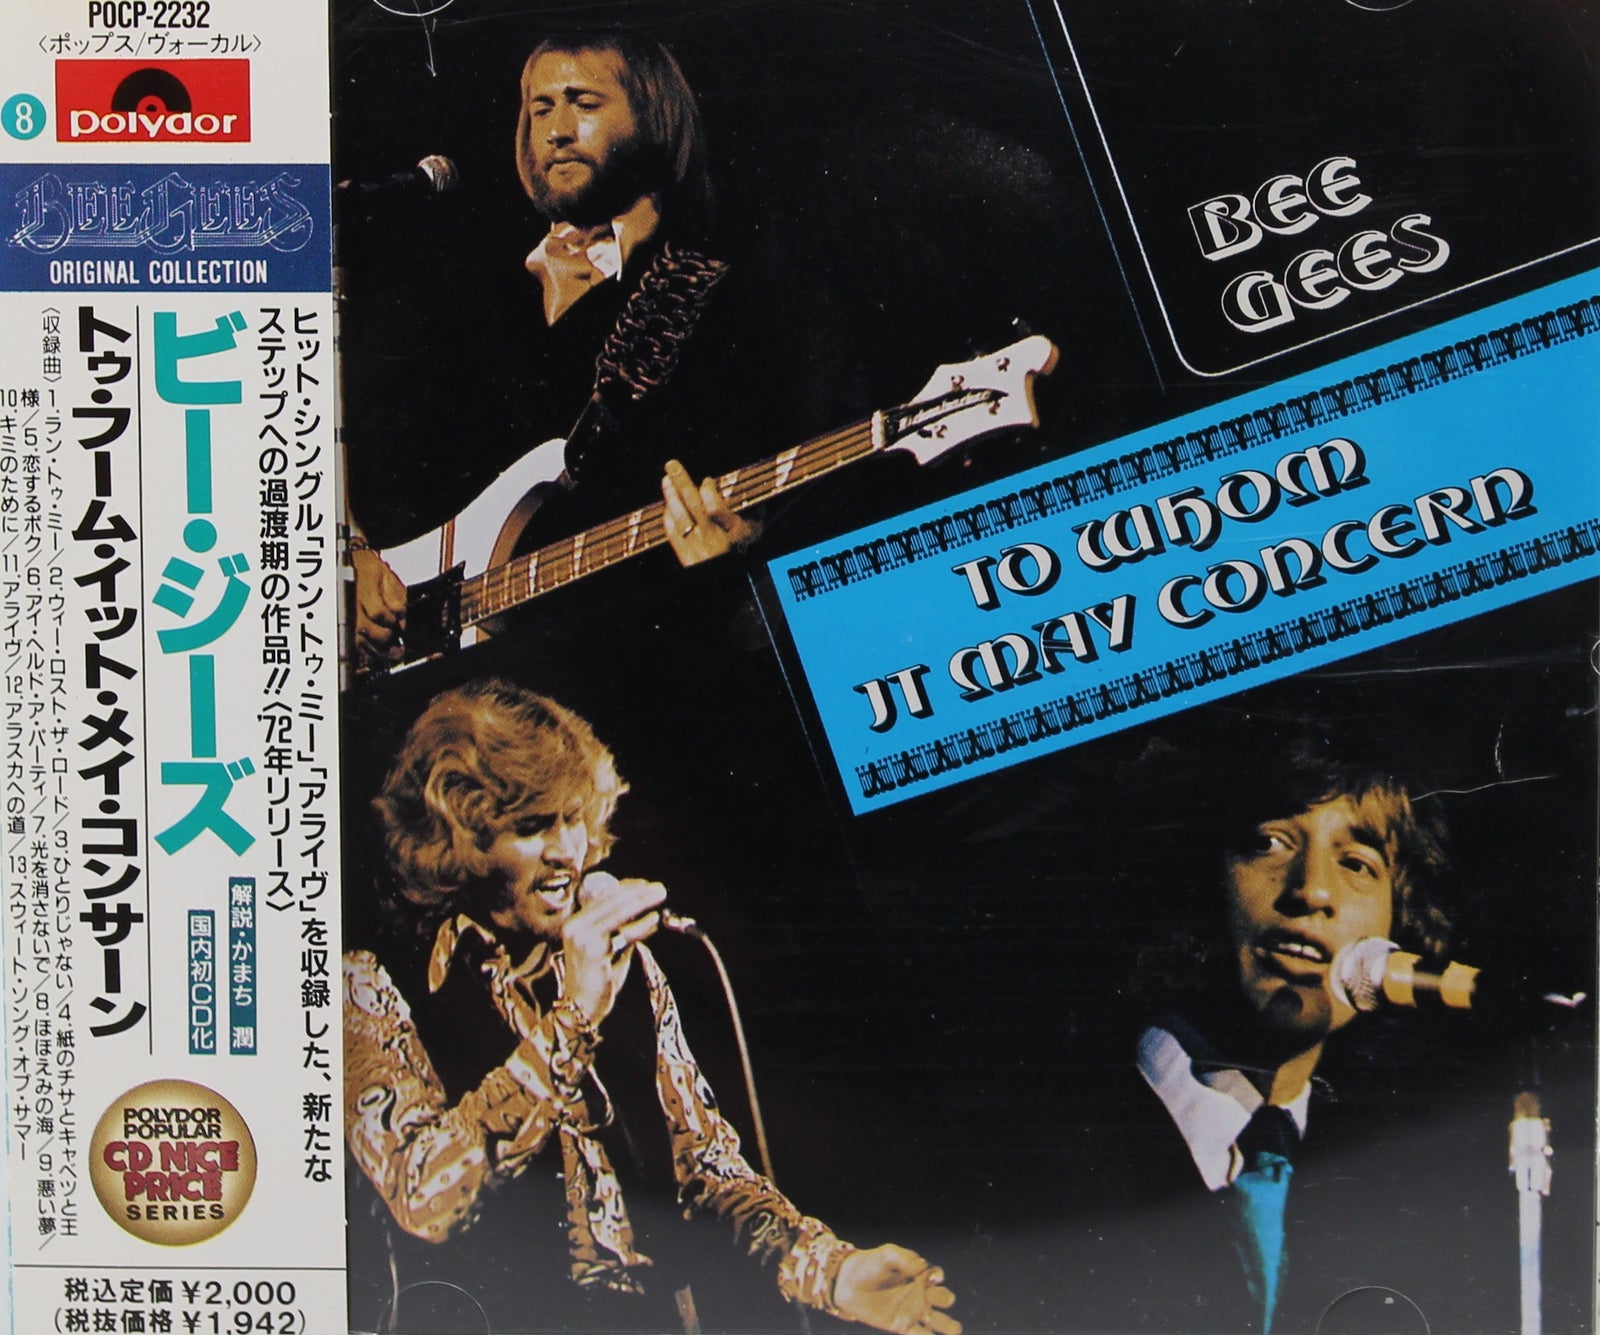 POCP-2232
〈ポップス/ヴォーカル〉
8
polydor
BEE GEES
ORIGINAL COLLECTION
ヒット・シングル「ラン・トゥ・ミー」「アライヴ」を収録した、新たな
ステップへの過渡期の作品!!〈'72年リリース〉
ビー・ジーズ
解説・かまち 潤
国内初CD化
トゥ・フーム・イット・メイ・コンサーン
〈収録曲〉1.ラン・トゥ・ミー/2.ウィー・ロスト・ザ・ロード/3.ひとりじゃない/4.紙のチサとキャベツと王
様/5.恋するボク/6.アイ・ヘルド・ア・パーティ/7.光を消さないで/8.ほほえみの海/9.悪い夢/
10.キミのために/11.アライヴ/12.アラスカへの道/13.スウィート・ソング・オブ・サマー
POLYDOR
POPULAR
CD NICE
PRICE
SERIES
税込定価¥2,000
(税抜価格¥1,942)
BEE
GEES
TO WHOM
IT MAY CONCERN